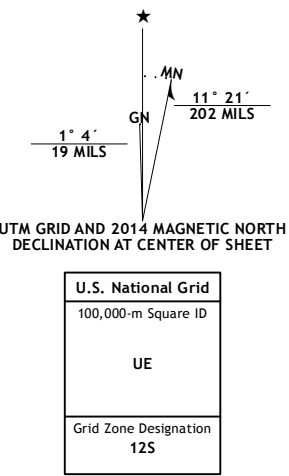 MN
GN
11° 21´
202 MILS
1° 4´
19 MILS
UTM GRID AND 2014 MAGNETIC NORTH
DECLINATION AT CENTER OF SHEET
U.S. National Grid
100,000-m Square ID
UE
Grid Zone Designation
12S